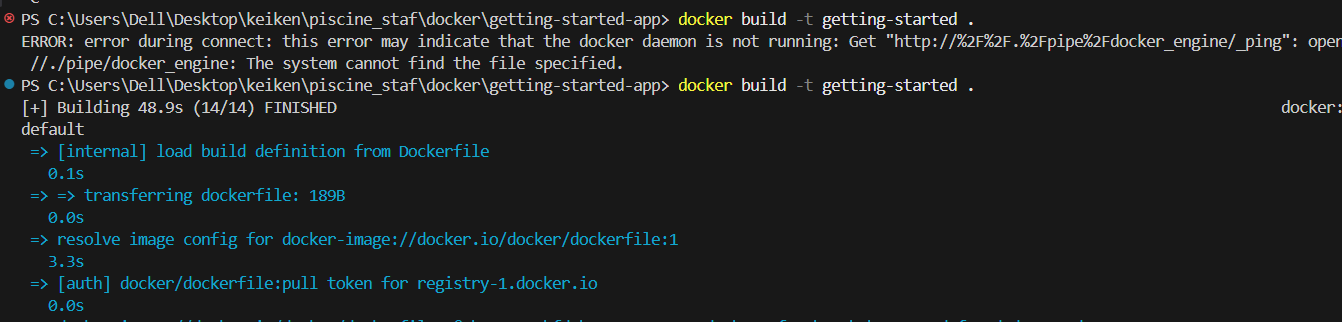 PS C:\Users\Dell\Desktop\keiken\piscine_staf\docker\getting-started-app> docker build -t getting-started .
ERROR: error during connect: this error may indicate that the docker daemon is not running: Get "http://%2F%2F.%2Fpipe%2Fdocker_engine/_ping": open
//./pipe/docker_engine: The system cannot find the file specified.
PS C:\Users\Dell\Desktop\keiken\piscine_staf\docker\getting-started-app> docker build -t getting-started .
[+] Building 48.9s (14/14) FINISHED docker:
default
=> [internal] load build definition from Dockerfile
0.1s
=> => transferring dockerfile: 189B
0.0s
=> resolve image config for docker-image://docker.io/docker/dockerfile:1
3.3s
=> [auth] docker/dockerfile:pull token for registry-1.docker.io
0.0s